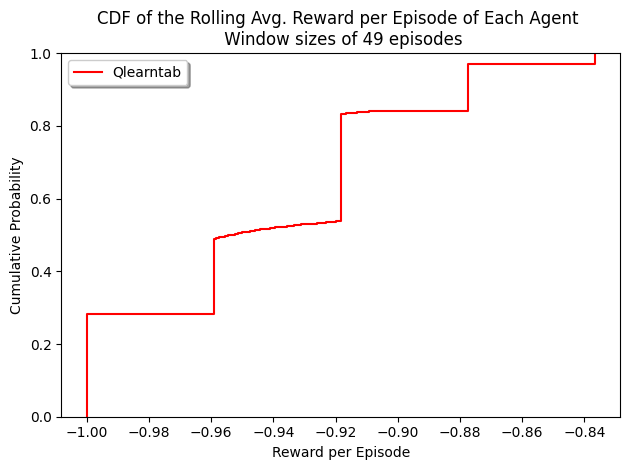 CDF of the Rolling Avg. Reward per Episode of Each Agent
Window sizes of 49 episodes
Qlearntab
Cumulative Probability
1.0
0.8
0.6
0.4
0.2
0.0
−1.00 −0.98 −0.96 −0.94 −0.92 −0.90 −0.88 −0.86 −0.84
Reward per Episode